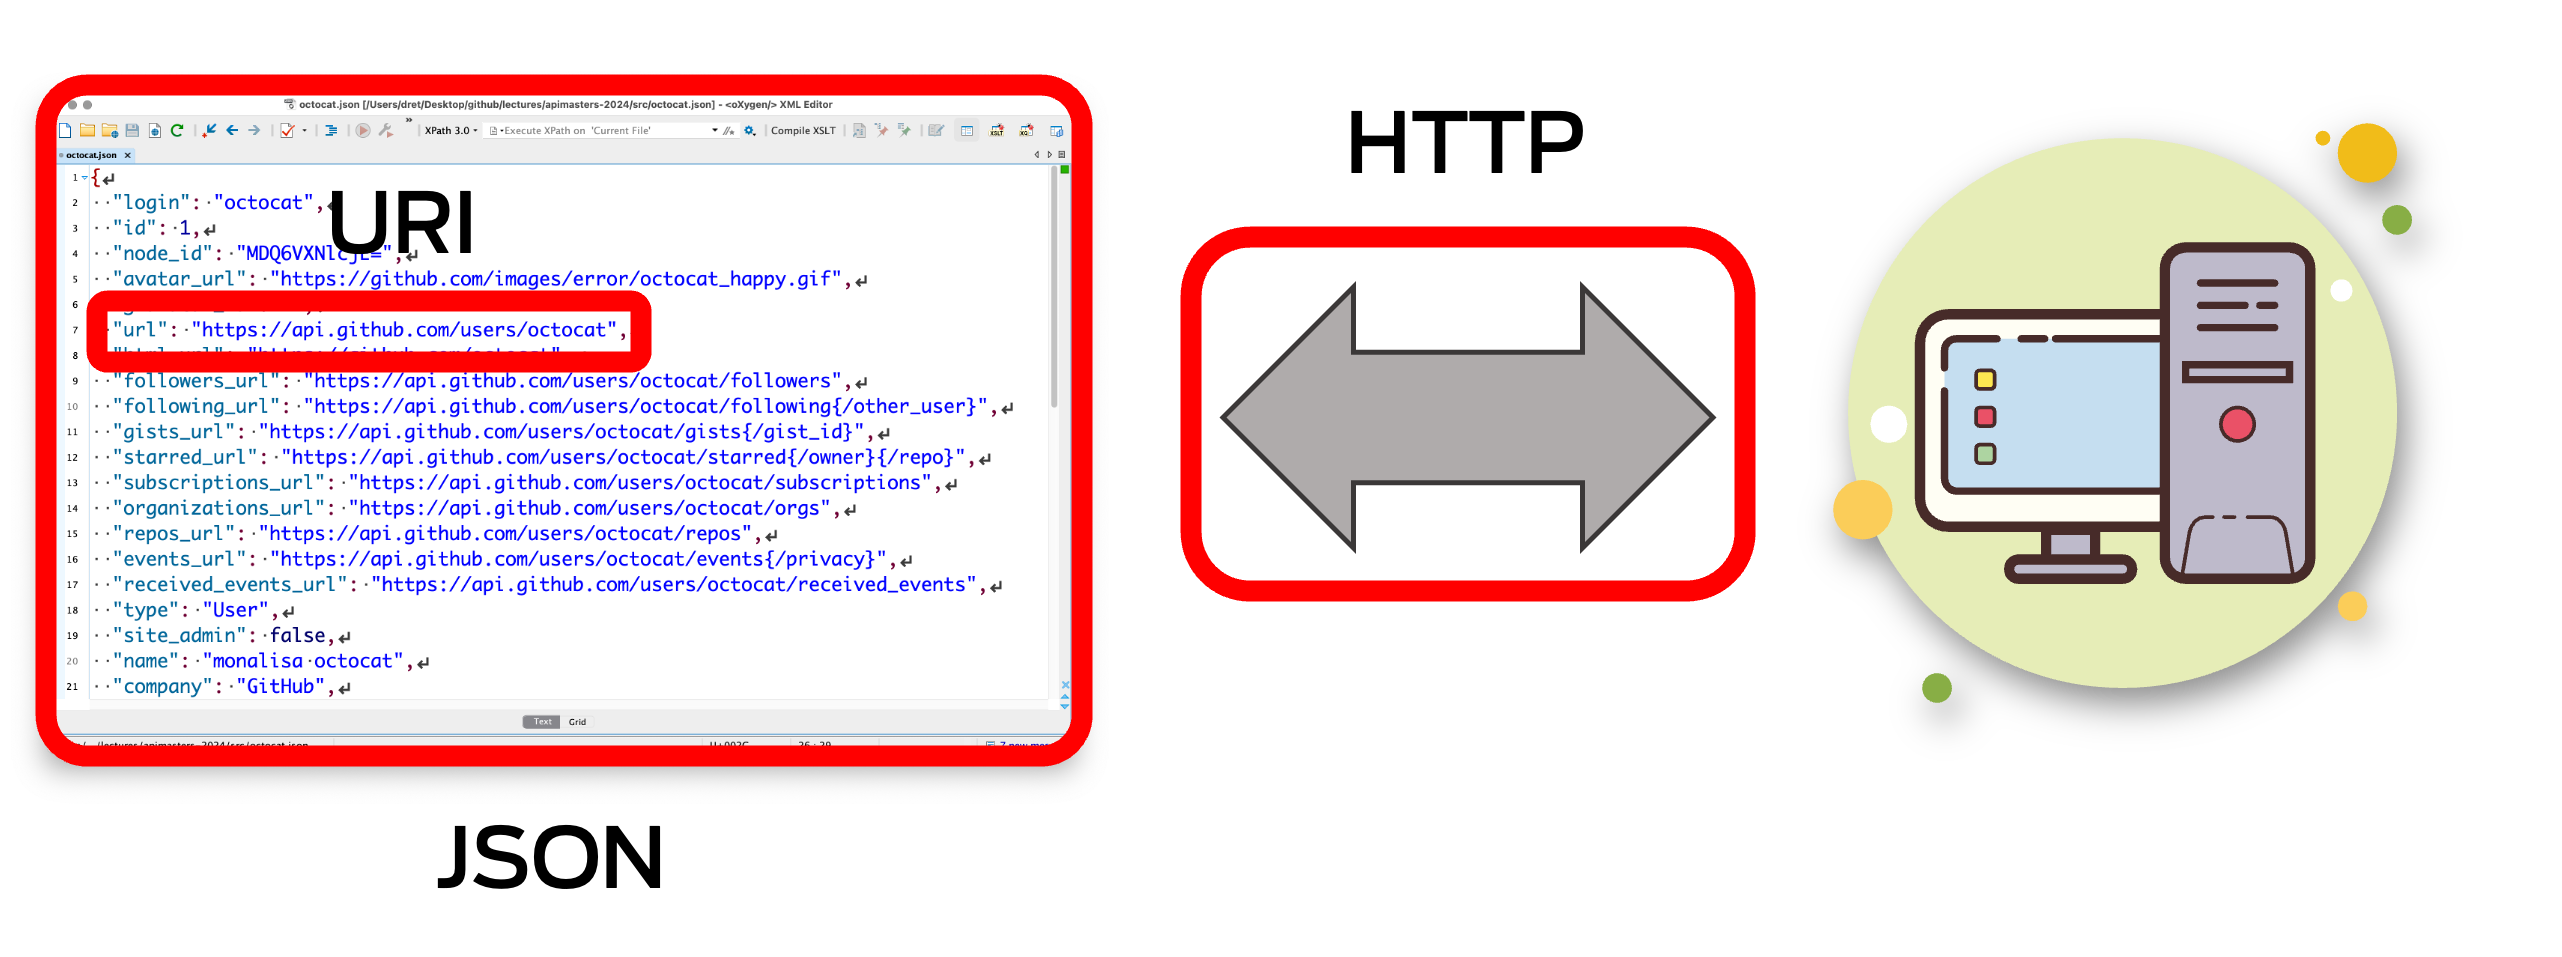 octocat.json [/Users/dret/Desktop/github/lectures/apimasters-2024/src/octocat.json] - <oXygen/> XML Editor
XPath 3.0 Execute XPath on 'Current File' Compile XSLT
octocat.json
1 {
2 "login": "octocat",
URI
3 "id": 1,
4 "node_id": "
5 "avatar_url": "https://github.com/images/error/octocat_happy.gif",
6
7 "url": "https://api.github.com/users/octocat",
8
9 "followers_url": "https://api.github.com/users/octocat/followers",
10 "following_url": "https://api.github.com/users/octocat/following{/other_user}",
11 "gists_url": "https://api.github.com/users/octocat/gists{/gist_id}",
12 "starred_url": "https://api.github.com/users/octocat/starred{/owner}{/repo}",
13 "subscriptions_url": "https://api.github.com/users/octocat/subscriptions",
14 "organizations_url": "https://api.github.com/users/octocat/orgs",
15 "repos_url": "https://api.github.com/users/octocat/repos",
16 "events_url": "https://api.github.com/users/octocat/events{/privacy}",
17 "received_events_url": "https://api.github.com/users/octocat/received_events",
18 "type": "User",
19 "site_admin": false,
20 "name": "monalisa octocat",
21 "company": "GitHub",
Text Grid
JSON
HTTP